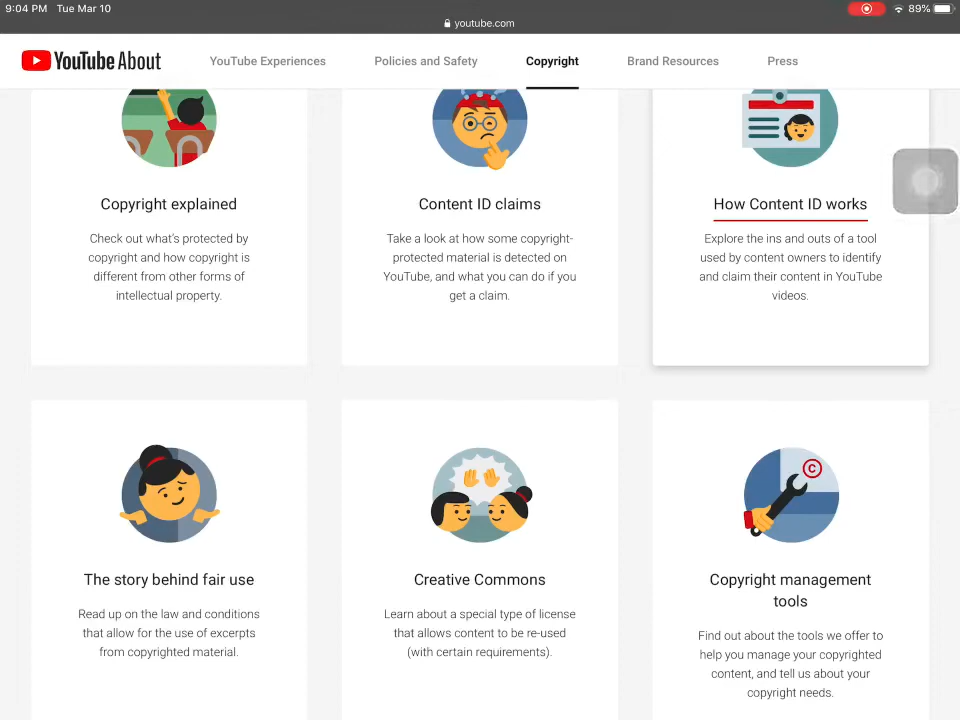 9:04 PM Tue Mar 10
89%
youtube.com
YouTube About
YouTube Experiences
Policies and Safety
Copyright
Brand Resources
Press
Copyright explained
Check out what's protected by
copyright and how copyright is
different from other forms of
intellectual property.
Content ID claims
Take a look at how some copyright-
protected material is detected on
YouTube, and what you can do if you
get a claim.
How Content ID works
Explore the ins and outs of a tool
used by content owners to identify
and claim their content in YouTube
videos.
The story behind fair use
Read up on the law and conditions
that allow for the use of excerpts
from copyrighted material.
Creative Commons
Learn about a special type of license
that allows content to be re-used
(with certain requirements).
C
Copyright management
tools
Find out about the tools we offer to
help you manage your copyrighted
content, and tell us about your
copyright needs.